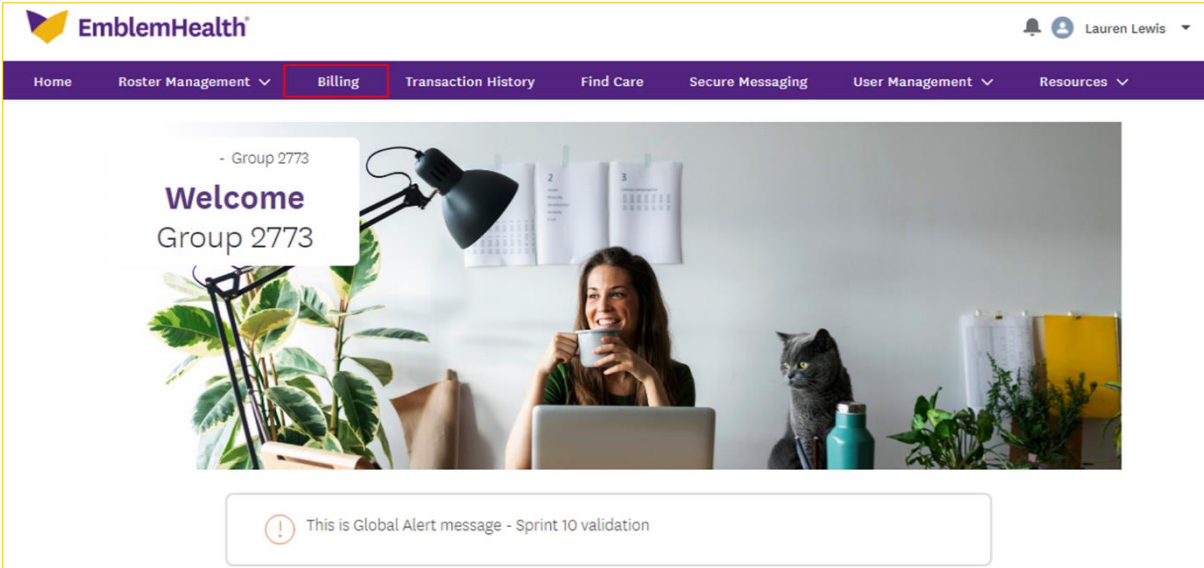 EmblemHealth
Lauren Lewis
Home Roster Management Billing Transaction History Find Care Secure Messaging User Management Resources
- Group 2773
Welcome
Group 2773
2
3
This is Global Alert message - Sprint 10 validation